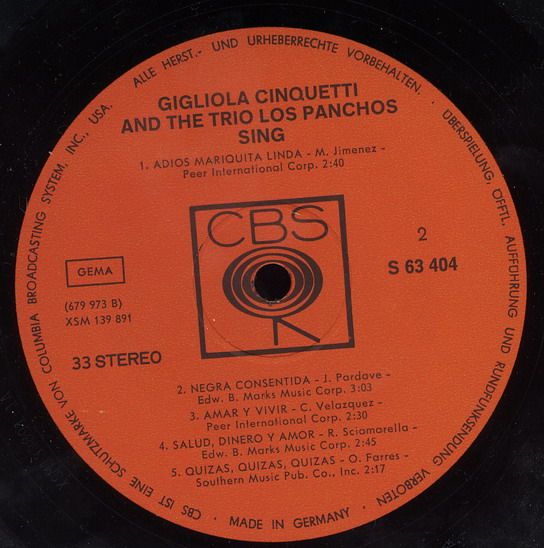 ALLE HERST.- UND URHEBERRECHTE VORBEHALTEN. · ÜBERSPIELUNG, ÖFFTL. AUFFÜHRUNG UND RUNDFUNKSENDUNG VERBOTEN
GIGLIOLA CINQUETTI
AND THE TRIO LOS PANCHOS
SING
1. ADIOS MARIQUITA LINDA - M. Jimenez -
Peer International Corp. 2:40
CBS
2
S 63 404
GEMA
(679 973 B)
XSM 139 891
33 STEREO
2. NEGRA CONSENTIDA - J. Pardave -
Edw. B. Marks Music Corp. 3:03
3. AMAR Y VIVIR - C. Velazquez -
Peer International Corp. 2:30
4. SALUD, DINERO Y AMOR - R. Sciamarella -
Edw. B. Marks Music Corp. 2:45
5. QUIZAS, QUIZAS, QUIZAS - O. Farres -
Southern Music Pub. Co., Inc. 2:17
· MADE IN GERMANY ·
CBS IST EINE SCHUTZMARKE VON COLUMBIA BROADCASTING SYSTEM, INC., USA.